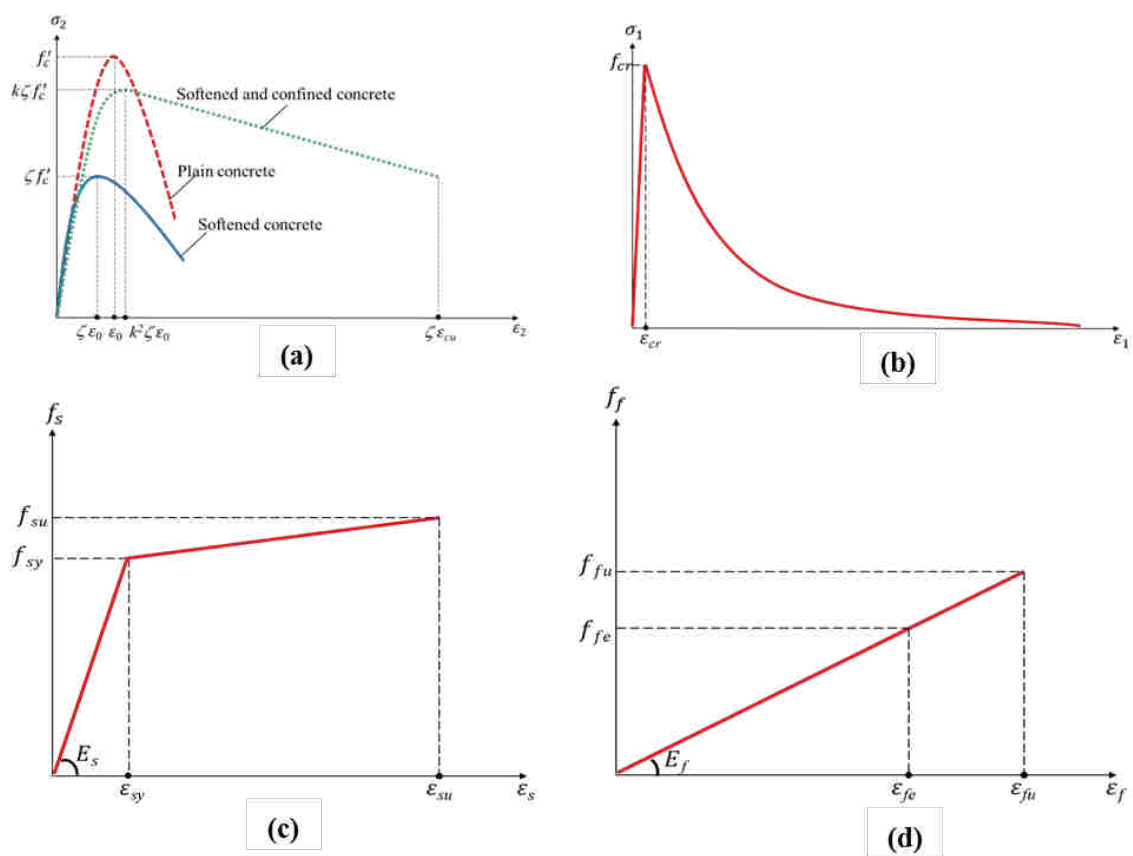 σ₂
f'c
kζf'c
ζf'c
Softened and confined concrete
Plain concrete
Softened concrete
ζε₀ ε₀ k²ζε₀ ζεcu ε₂
(a)
σ₁
fcr
εcr ε₁
(b)
fs
fsu
fsy
Es
εsy εsu εs
(c)
ff
ffu
ffe
Ef
εfe εfu εf
(d)